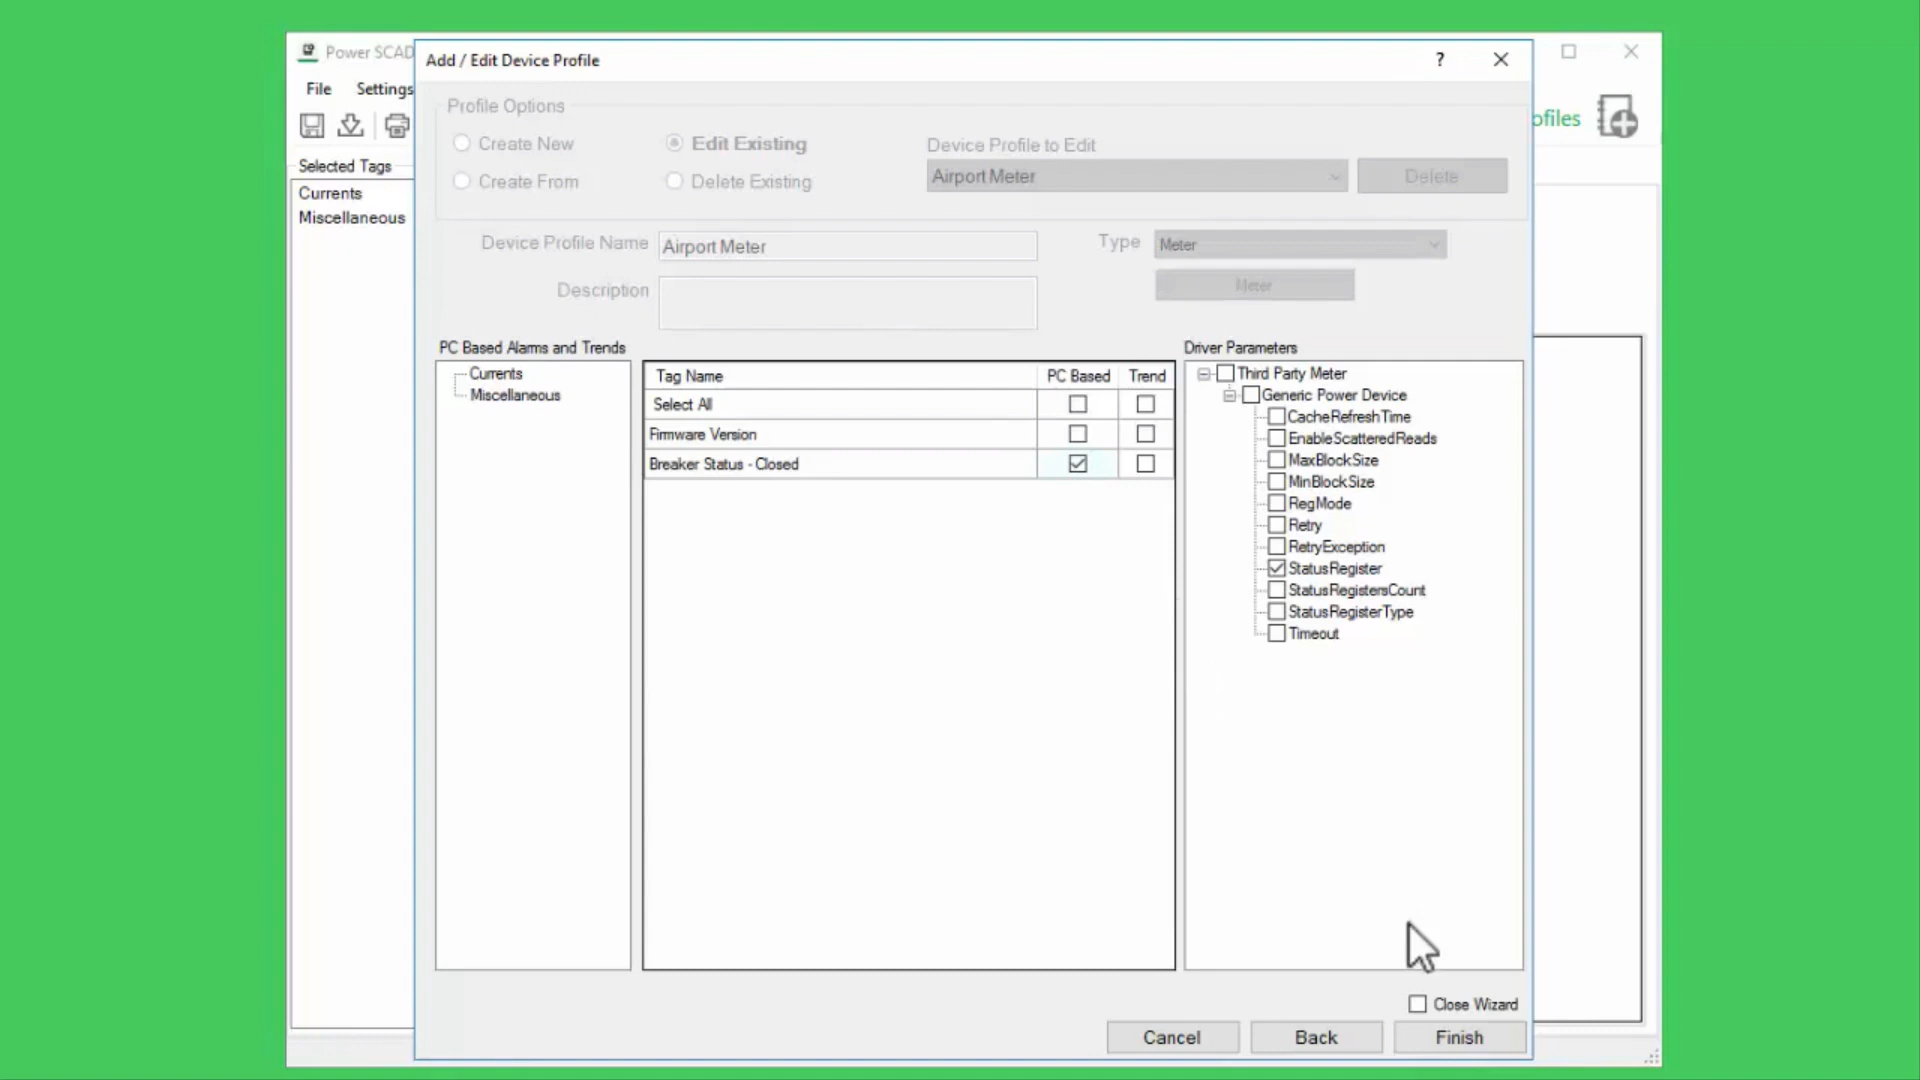 Power SCAD
Add / Edit Device Profile
?
File
Settings
Profile Options
Create New
Edit Existing
Device Profile to Edit
ofiles
Create From
Delete Existing
Airport Meter
Delete
Selected Tags
Currents
Miscellaneous
Device Profile Name
Airport Meter
Type
Meter
Description
Meter
PC Based Alarms and Trends
Currents
Miscellaneous
Tag Name
PC Based
Trend
Select All
Firmware Version
Breaker Status - Closed
Driver Parameters
Third Party Meter
Generic Power Device
CacheRefreshTime
EnableScatteredReads
MaxBlockSize
MinBlockSize
RegMode
Retry
RetryException
StatusRegister
StatusRegistersCount
StatusRegisterType
Timeout
Close Wizard
Cancel
Back
Finish